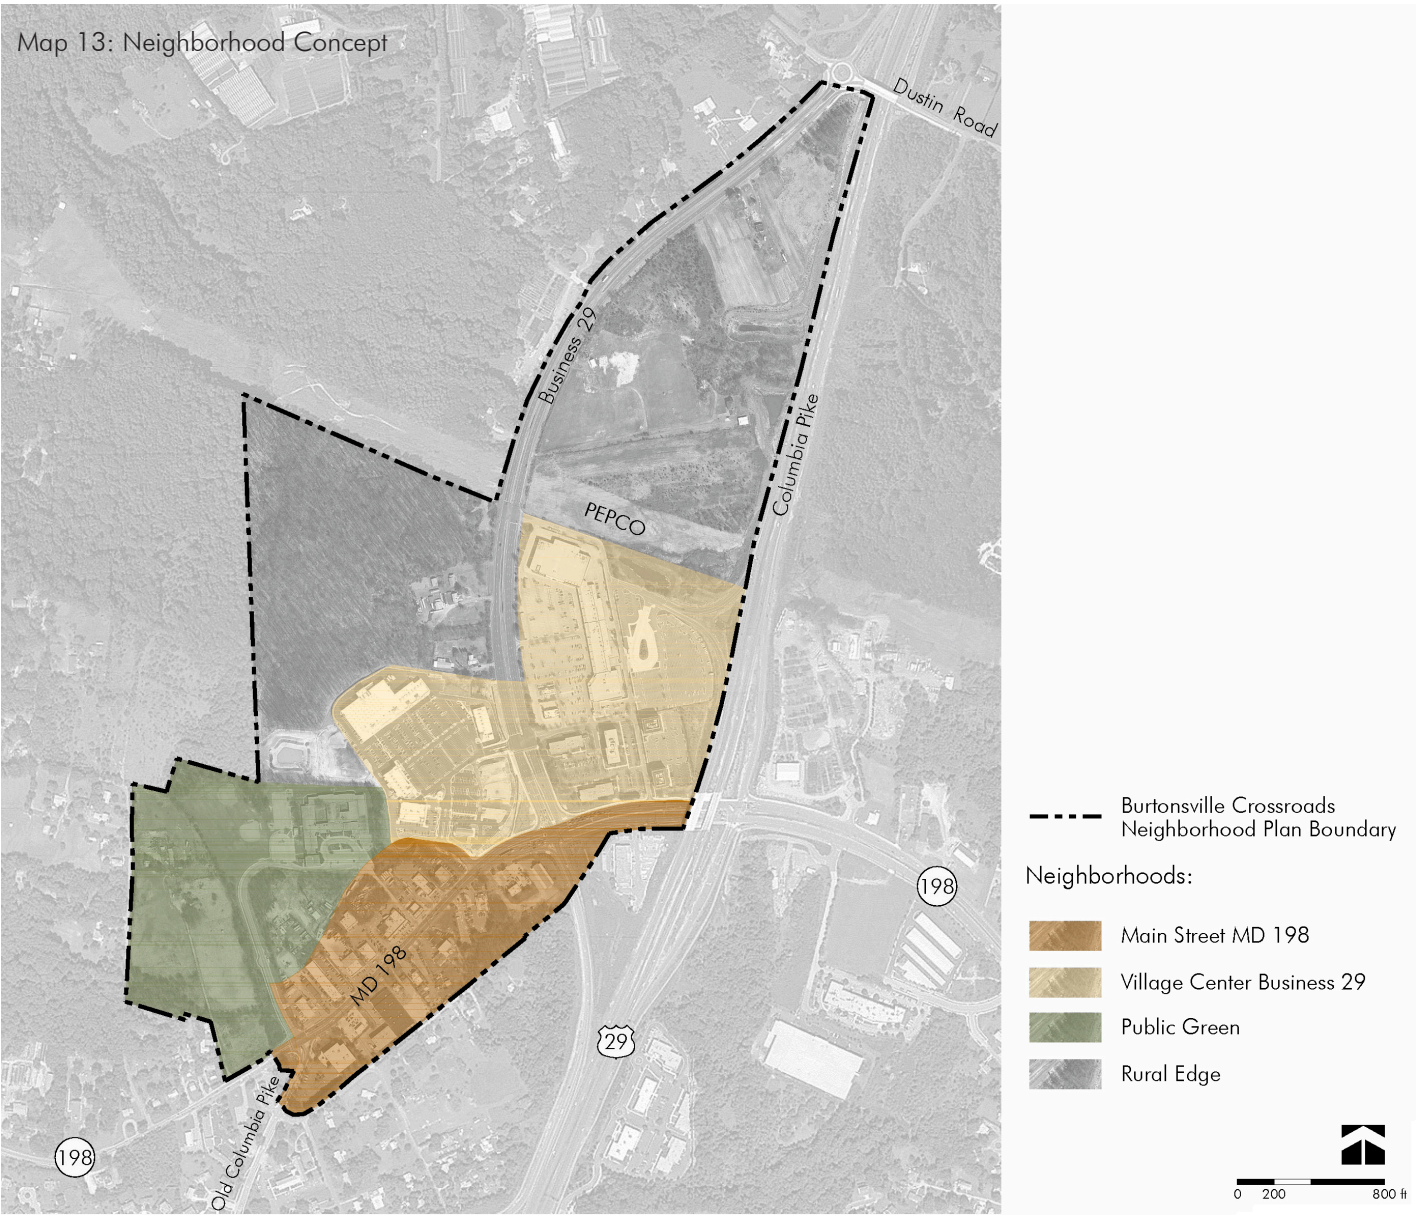 Map 13: Neighborhood Concept
Dustin Road
Business 29
Columbia Pike
PEPCO
Burtonsville Crossroads
Neighborhood Plan Boundary
Neighborhoods:
198
Main Street MD 198
Village Center Business 29
MD 198
Public Green
29
Rural Edge
Old Columbia Pike
198
0 200 800 ft